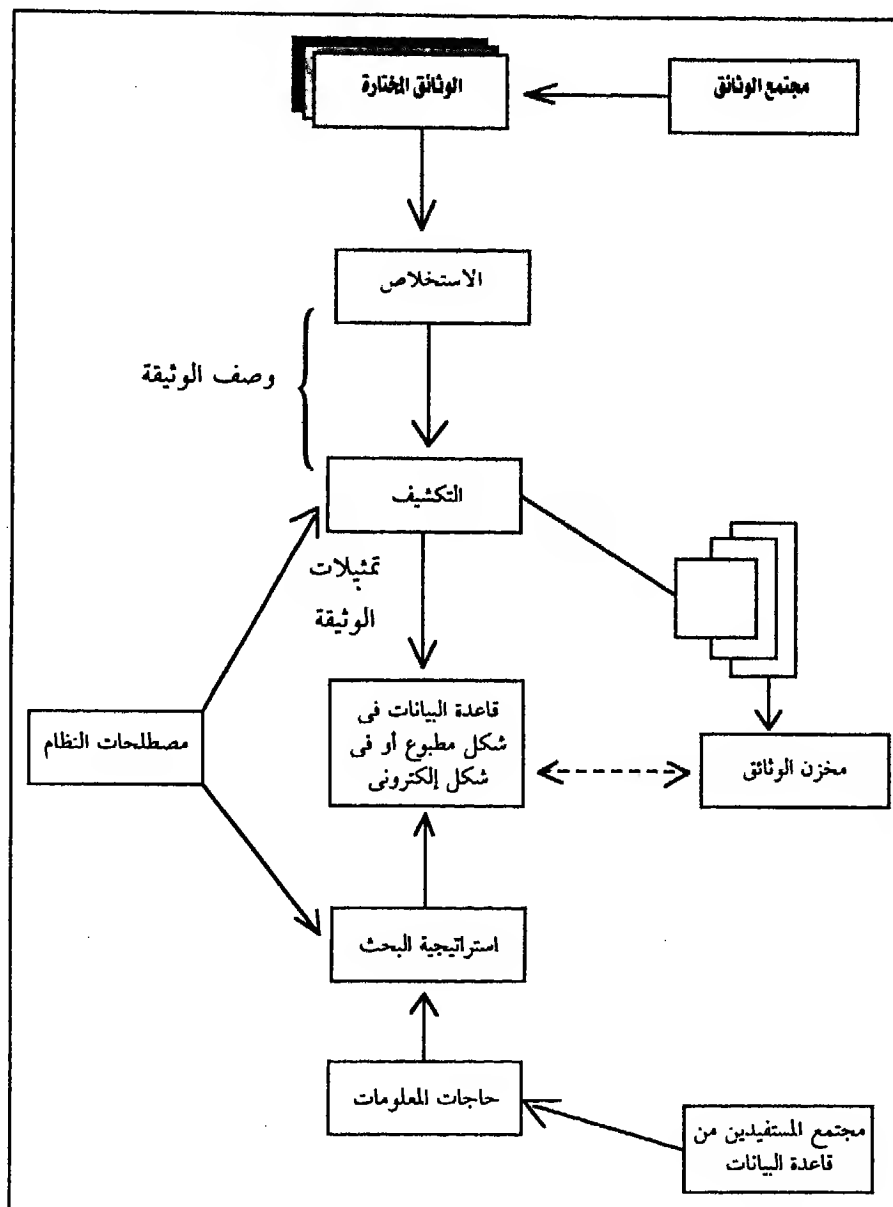 مجتمع الوثائق
الوثائق المختارة
الاستخلاص
وصف الوثيقة
التكشيف
تمثيلات
الوثيقة
قاعدة البيانات فى
شكل مطبوع أو فى
شكل إلكترونى
مصطلحات النظام
مخزن الوثائق
استراتيجية البحث
حاجات المعلومات
مجتمع المستفيدين من
قاعدة البيانات